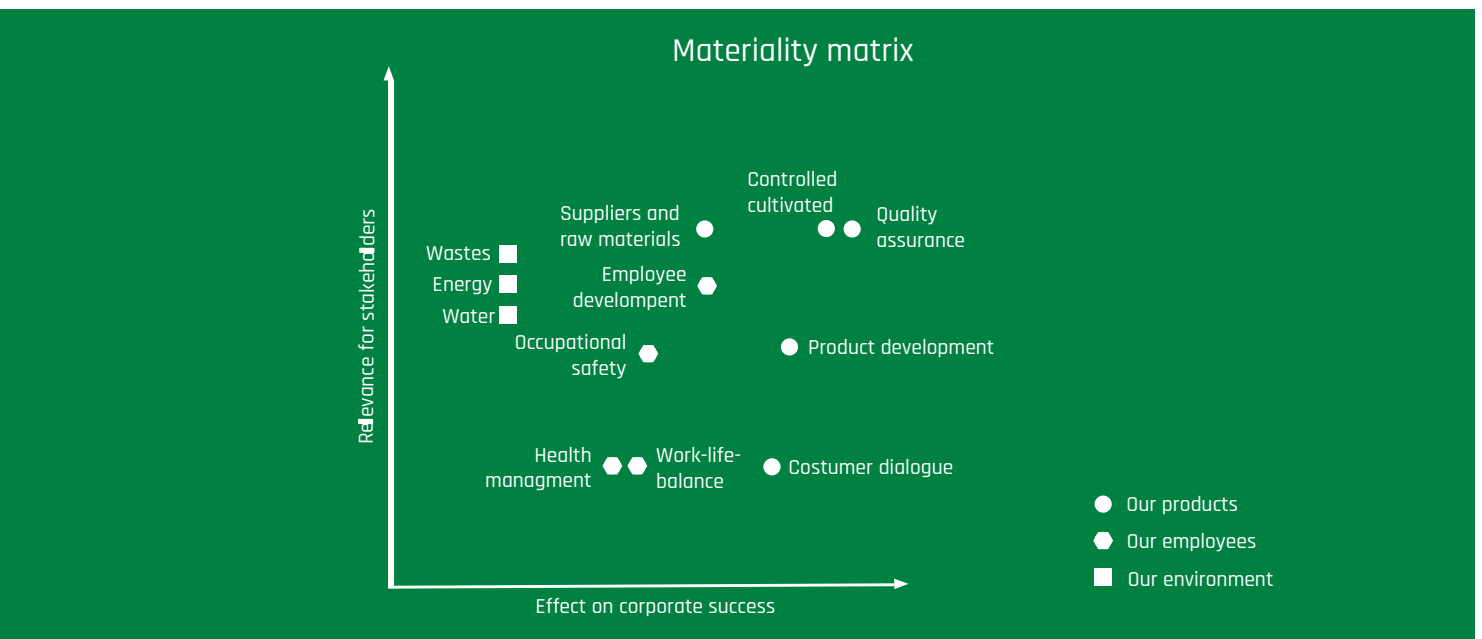 Materiality matrix
Relevance for stakeholders
Controlled
cultivated
Suppliers and
raw materials
Quality
assurance
Wastes
Energy
Water
Employee
develompent
Occupational
safety
Product development
Health
managment
Work-life-
balance
Costumer dialogue
Our products
Our employees
Our environment
Effect on corporate success